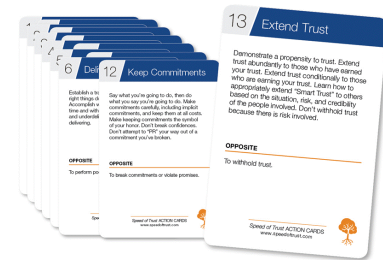 6 Deli
Establish a tra
right things do
Accomplish w
time and with
and underdeliv
delivering.
OPPOSITE
To perform poo
12 Keep Commitments
Say what you're going to do, then do
what you say you're going to do. Make
commitments carefully, including implicit
commitments, and keep them at all costs.
Make keeping commitments the symbol
of your honor. Don't break confidences.
Don't attempt to "PR" your way out of a
commitment you've broken.
OPPOSITE
To break commitments or violate promises.
Speed of Trust ACTION CARDS
www.speedoftrust.com
13 Extend Trust
Demonstrate a propensity to trust. Extend
trust abundantly to those who have earned
your trust. Extend trust conditionally to those
who are earning your trust. Learn how to
appropriately extend "Smart Trust" to others
based on the situation, risk, and credibility
of the people involved. Don't withhold trust
because there is risk involved.
OPPOSITE
To withhold trust.
Speed of Trust ACTION CARDS
www.speedoftrust.com